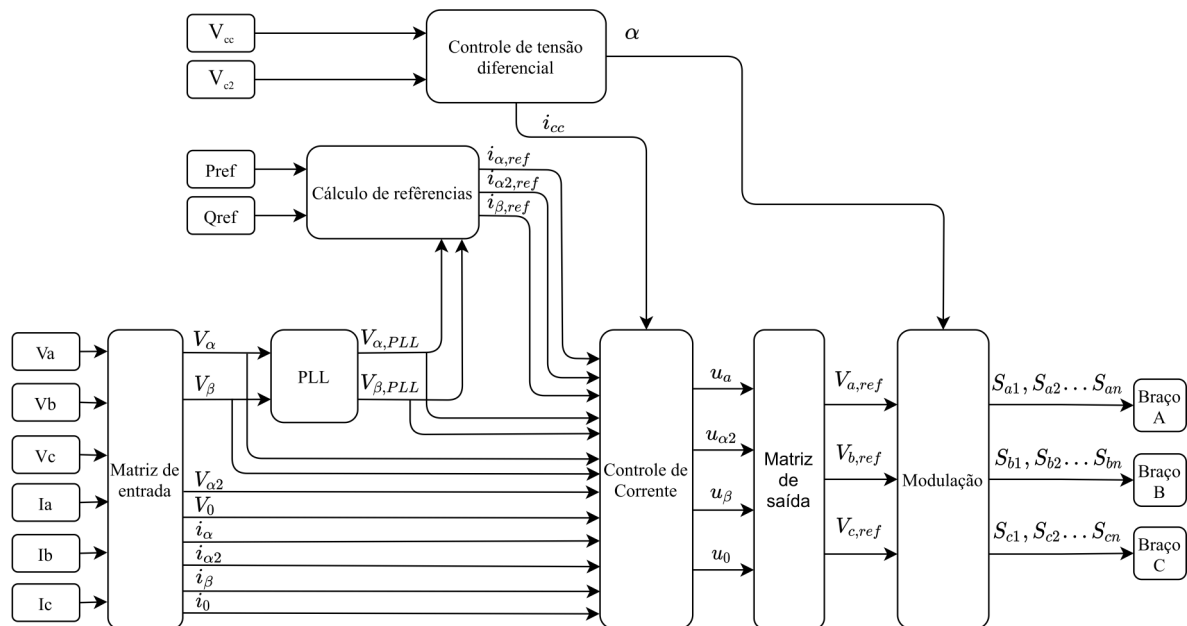 V_cc
V_c2
Controle de tensão
diferencial
α
i_cc
Pref
Qref
Cálculo de refêrencias
i_α,ref
i_α2,ref
i_β,ref
Va
Vb
Vc
Ia
Ib
Ic
Matriz de
entrada
V_α
V_β
PLL
V_α,PLL
V_β,PLL
V_α2
V_0
i_α
i_α2
i_β
i_0
Controle de
Corrente
u_a
u_α2
u_β
u_0
Matriz
de
saída
V_a,ref
V_b,ref
V_c,ref
Modulação
S_a1, S_a2 … S_an
S_b1, S_b2 … S_bn
S_c1, S_c2 … S_cn
Braço
A
Braço
B
Braço
C